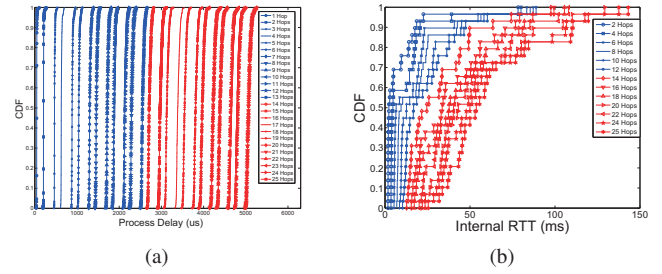 1
0.9
0.8
0.7
0.6
0.5
0.4
0.3
0.2
0.1
0
CDF
0 2000 4000 6000
Process Delay (us)
1 Hop
2 Hops
3 Hops
4 Hops
5 Hops
6 Hops
7 Hops
8 Hops
9 Hops
10 Hops
11 Hops
12 Hops
13 Hops
14 Hops
15 Hops
16 Hops
17 Hops
18 Hops
19 Hops
20 Hops
21 Hops
22 Hops
23 Hops
24 Hops
25 Hops
(a)
1
0.9
0.8
0.7
0.6
0.5
0.4
0.3
0.2
0.1
0
CDF
0 50 100 150
Internal RTT (ms)
2 Hops
4 Hops
6 Hops
8 Hops
10 Hops
12 Hops
14 Hops
16 Hops
18 Hops
20 Hops
22 Hops
24 Hops
25 Hops
(b)